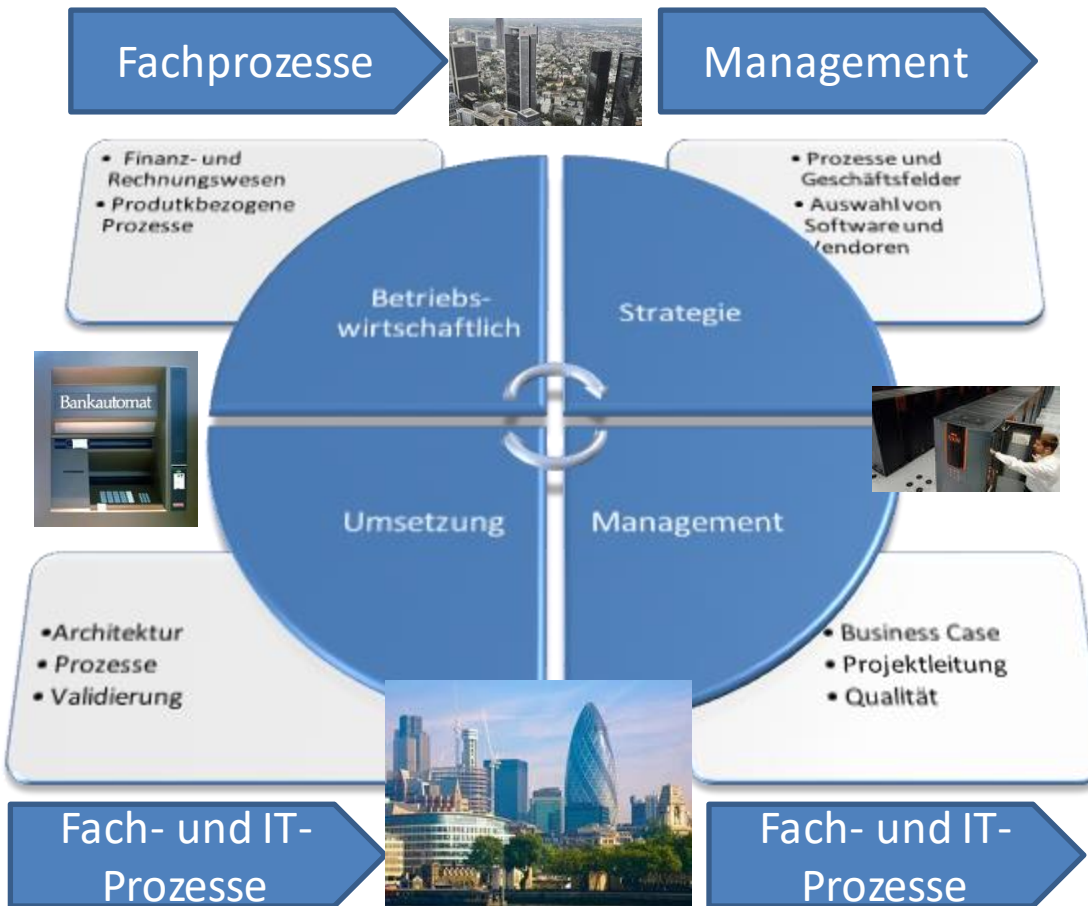 Fachprozesse
Management
• Finanz- und
Rechnungswesen
• Produtkbezogene
Prozesse
• Prozesse und
Geschäftsfelder
• Auswahl von
Software und
Vendoren
Betriebs-
wirtschaftlich
Strategie
Bankautomat
Umsetzung
Management
•Architektur
• Prozesse
• Validierung
• Business Case
• Projektleitung
• Qualität
Fach- und IT-
Prozesse
Fach- und IT-
Prozesse